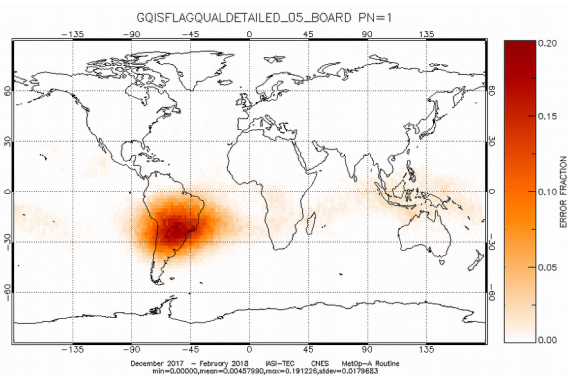 GQISFLAGQUALDETAILED_05_BOARD PN=1
−135 −90 −45 0 45 90 135
0.20
60 60
0.15
30 30
0 0
0.10
ERROR FRACTION
−30 −30
0.05
−60 −60
0.00
−135 −90 −45 0 45 90 135
December 2017 − February 2018 IASI−TEC CNES MetOp−A Routine
min=0.00000,mean=0.00457990,max=0.191226,stdev=0.0179683